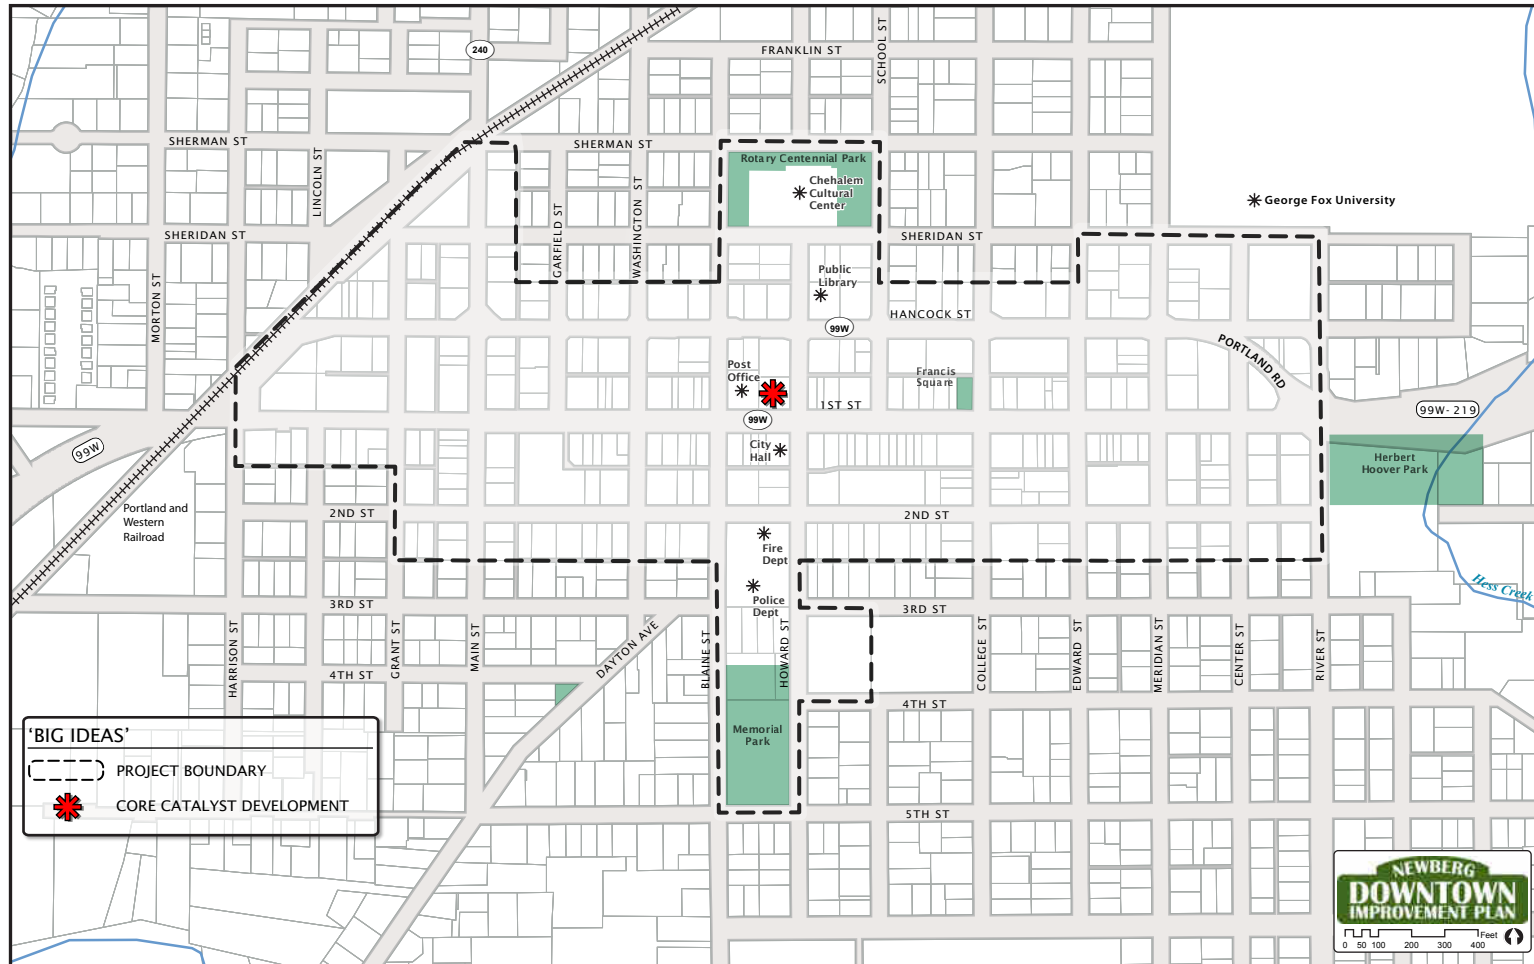 FRANKLIN ST
SCHOOL ST
240
SHERMAN ST
SHERMAN ST
LINCOLN ST
Rotary Centennial Park
Chehalem
Cultural
Center
George Fox University
WASHINGTON ST
GARFIELD ST
SHERIDAN ST
SHERIDAN ST
MORTON ST
Public
Library
HANCOCK ST
99W
PORTLAND RD
Post
Office
Francis
Square
1ST ST
99W
99W-219
99W
City
Hall
Herbert
Hoover Park
Portland and
Western
Railroad
2ND ST
2ND ST
Fire
Dept
Police
Dept
Hess Creek
3RD ST
3RD ST
HARRISON ST
GRANT ST
MAIN ST
DAYTON AVE
BLAINE ST
HOWARD ST
COLLEGE ST
EDWARD ST
MERIDIAN ST
CENTER ST
RIVER ST
4TH ST
4TH ST
Memorial
Park
5TH ST
'BIG IDEAS'
PROJECT BOUNDARY
CORE CATALYST DEVELOPMENT
NEWBERG
DOWNTOWN
IMPROVEMENT PLAN
Feet
0 50 100 200 300 400